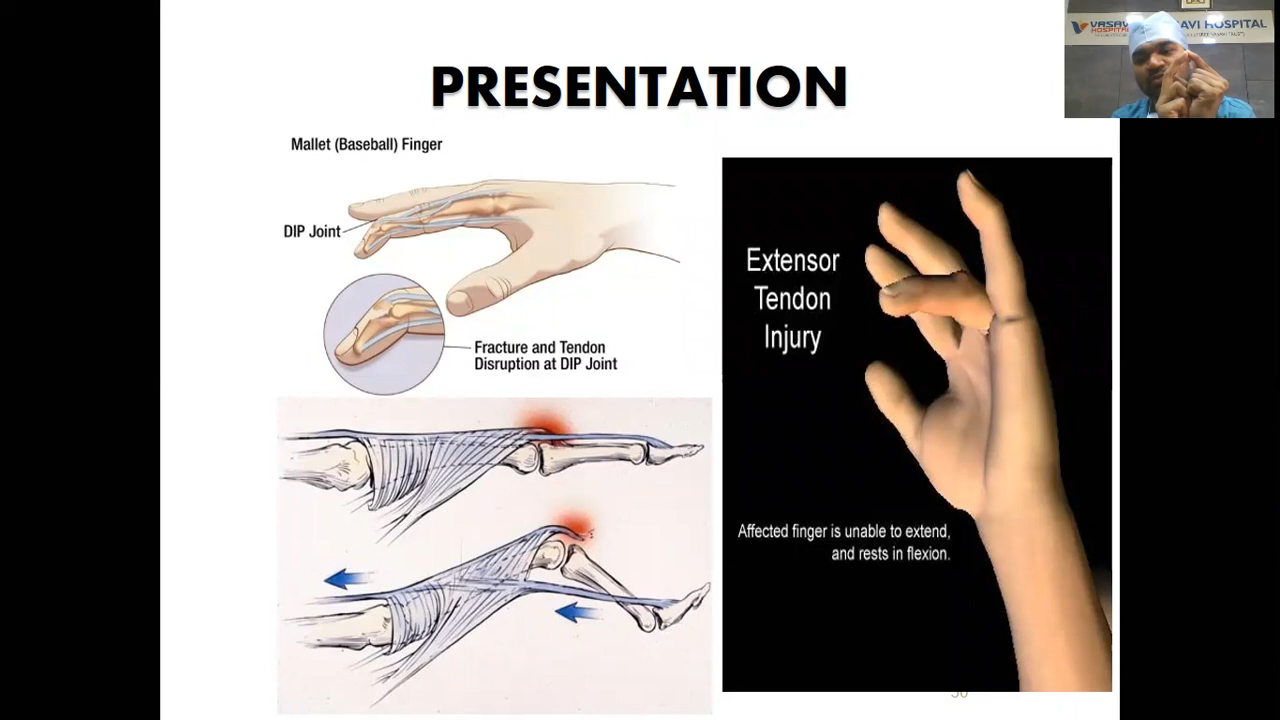 PRESENTATION
Mallet (Baseball) Finger
DIP Joint
Fracture and Tendon
Disruption at DIP Joint
Extensor
Tendon
Injury
Affected finger is unable to extend,
and rests in flexion.
VASAVI HOSPITAL
HOSPITAL